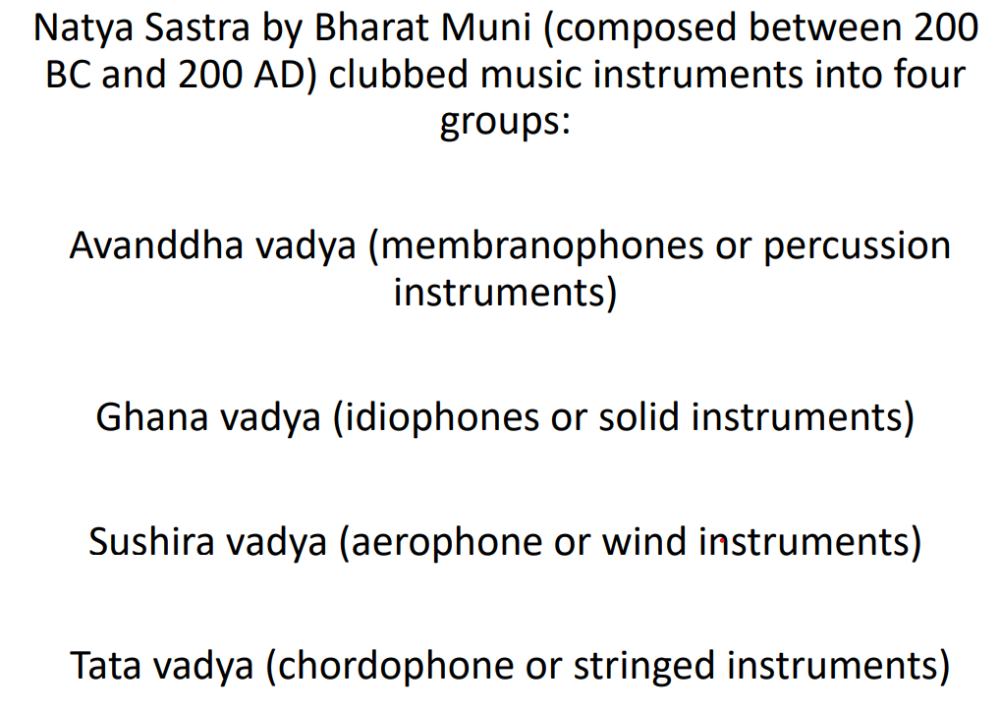 Natya Sastra by Bharat Muni (composed between 200
BC and 200 AD) clubbed music instruments into four
groups:
Avanddha vadya (membranophones or percussion
instruments)
Ghana vadya (idiophones or solid instruments)
Sushira vadya (aerophone or wind instruments)
Tata vadya (chordophone or stringed instruments)